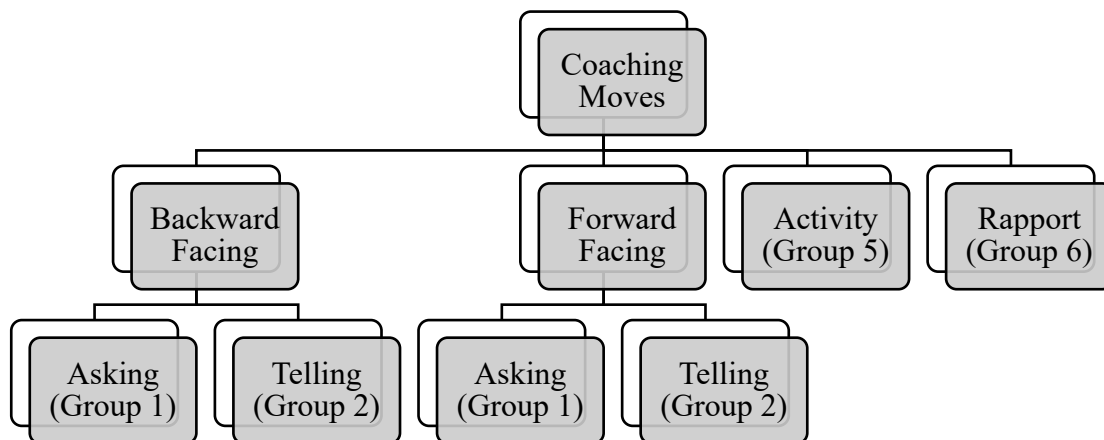 Coaching
Moves
Backward
Facing
Forward
Facing
Activity
(Group 5)
Rapport
(Group 6)
Asking
(Group 1)
Telling
(Group 2)
Asking
(Group 1)
Telling
(Group 2)